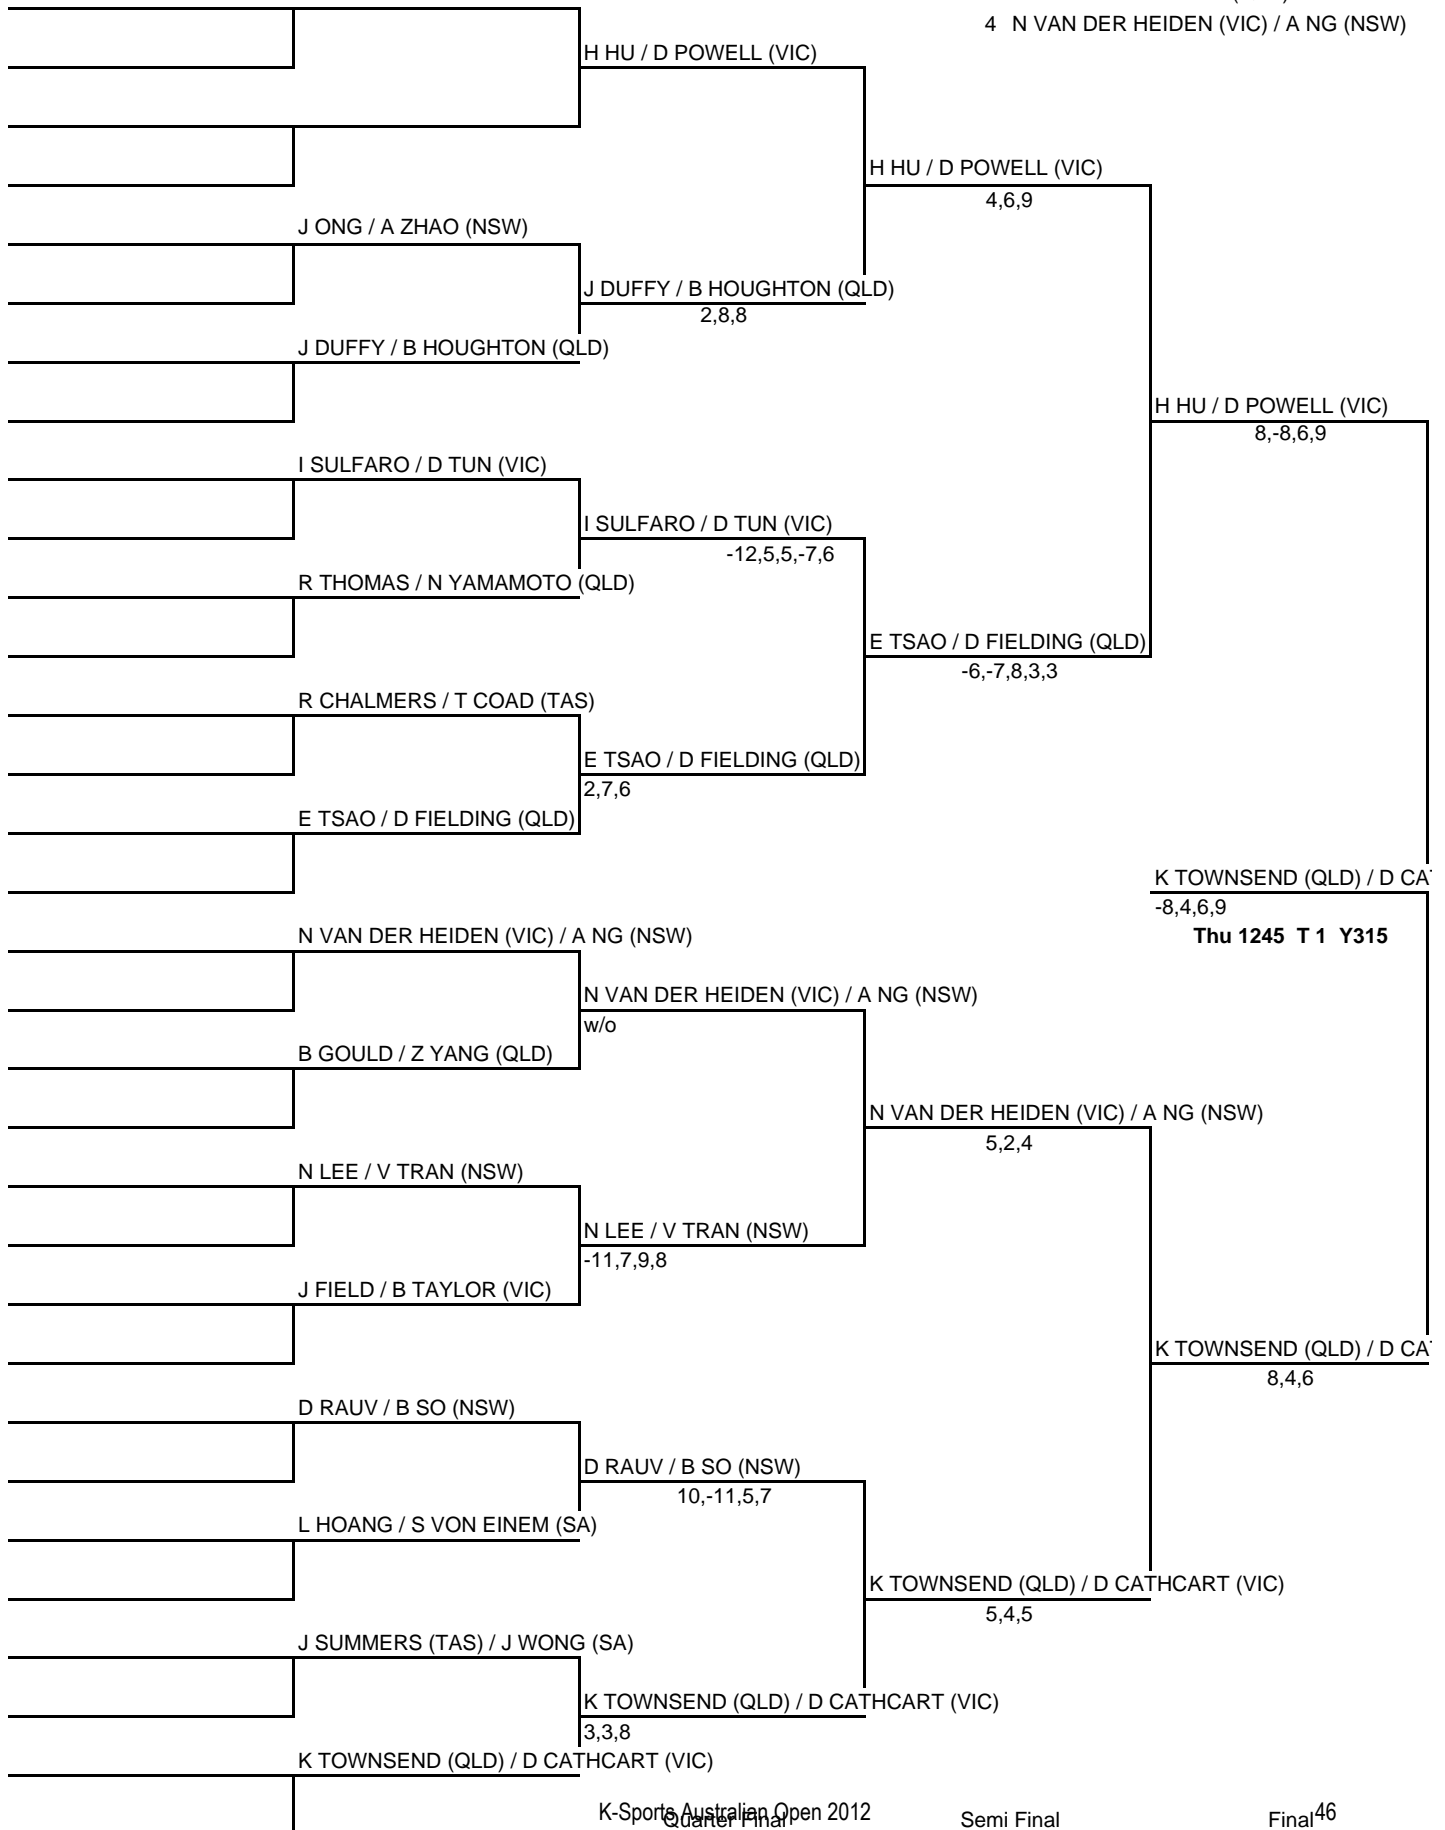 4 N VAN DER HEIDEN (VIC) / A NG (NSW)
H HU / D POWELL (VIC)
H HU / D POWELL (VIC)
4,6,9
J ONG / A ZHAO (NSW)
J DUFFY / B HOUGHTON (QLD)
2,8,8
J DUFFY / B HOUGHTON (QLD)
H HU / D POWELL (VIC)
8,-8,6,9
I SULFARO / D TUN (VIC)
I SULFARO / D TUN (VIC)
-12,5,5,-7,6
R THOMAS / N YAMAMOTO (QLD)
E TSAO / D FIELDING (QLD)
-6,-7,8,3,3
R CHALMERS / T COAD (TAS)
E TSAO / D FIELDING (QLD)
2,7,6
E TSAO / D FIELDING (QLD)
K TOWNSEND (QLD) / D CA
-8,4,6,9
Thu 1245 T 1 Y315
N VAN DER HEIDEN (VIC) / A NG (NSW)
N VAN DER HEIDEN (VIC) / A NG (NSW)
w/o
B GOULD / Z YANG (QLD)
N VAN DER HEIDEN (VIC) / A NG (NSW)
5,2,4
N LEE / V TRAN (NSW)
N LEE / V TRAN (NSW)
-11,7,9,8
J FIELD / B TAYLOR (VIC)
K TOWNSEND (QLD) / D CA
8,4,6
D RAUV / B SO (NSW)
D RAUV / B SO (NSW)
10,-11,5,7
L HOANG / S VON EINEM (SA)
K TOWNSEND (QLD) / D CATHCART (VIC)
5,4,5
J SUMMERS (TAS) / J WONG (SA)
K TOWNSEND (QLD) / D CATHCART (VIC)
3,3,8
K TOWNSEND (QLD) / D CATHCART (VIC)
K-Sports Australian Open 2012
Quarter Final Semi Final Final 46